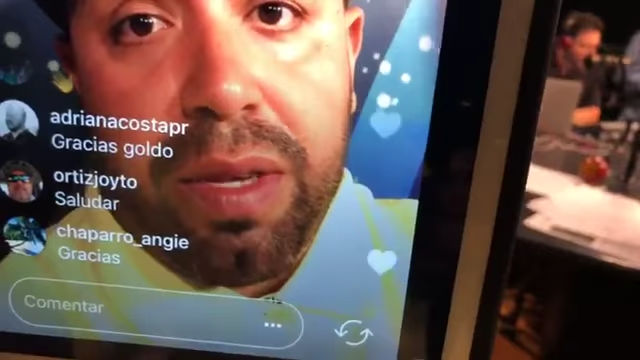 adrianacostapr
Gracias goldo
ortizjoyto
Saludar
chaparro_angie
Gracias
Comentar